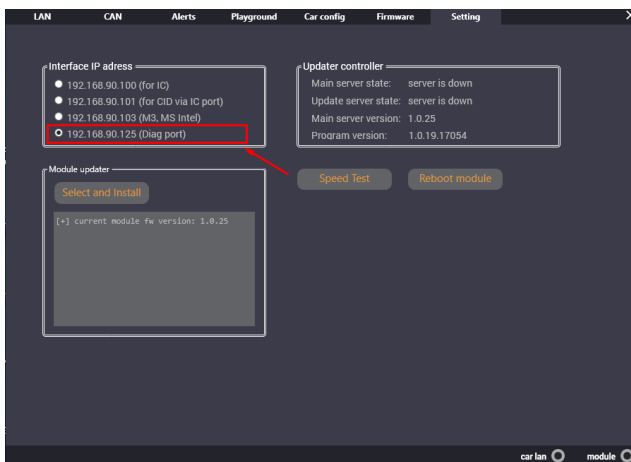 LAN CAN Alerts Playground Car config Firmware Setting X
Interface IP adress
192.168.90.100 (for IC)
192.168.90.101 (for CID via IC port)
192.168.90.103 (M3, MS Intel)
192.168.90.125 (Diag port)
Updater controller
Main server state: server is down
Update server state: server is down
Main server version: 1.0.25
Program version: 1.0.19.17054
Module updater
Select and Install
[+] current module fw version: 1.0.25
Speed Test Reboot module
car lan module